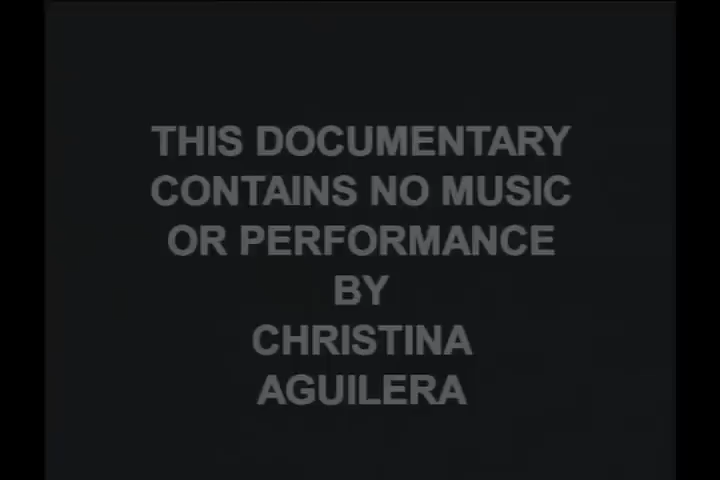 THIS DOCUMENTARY
CONTAINS NO MUSIC
OR PERFORMANCE
BY
CHRISTINA
AGUILERA